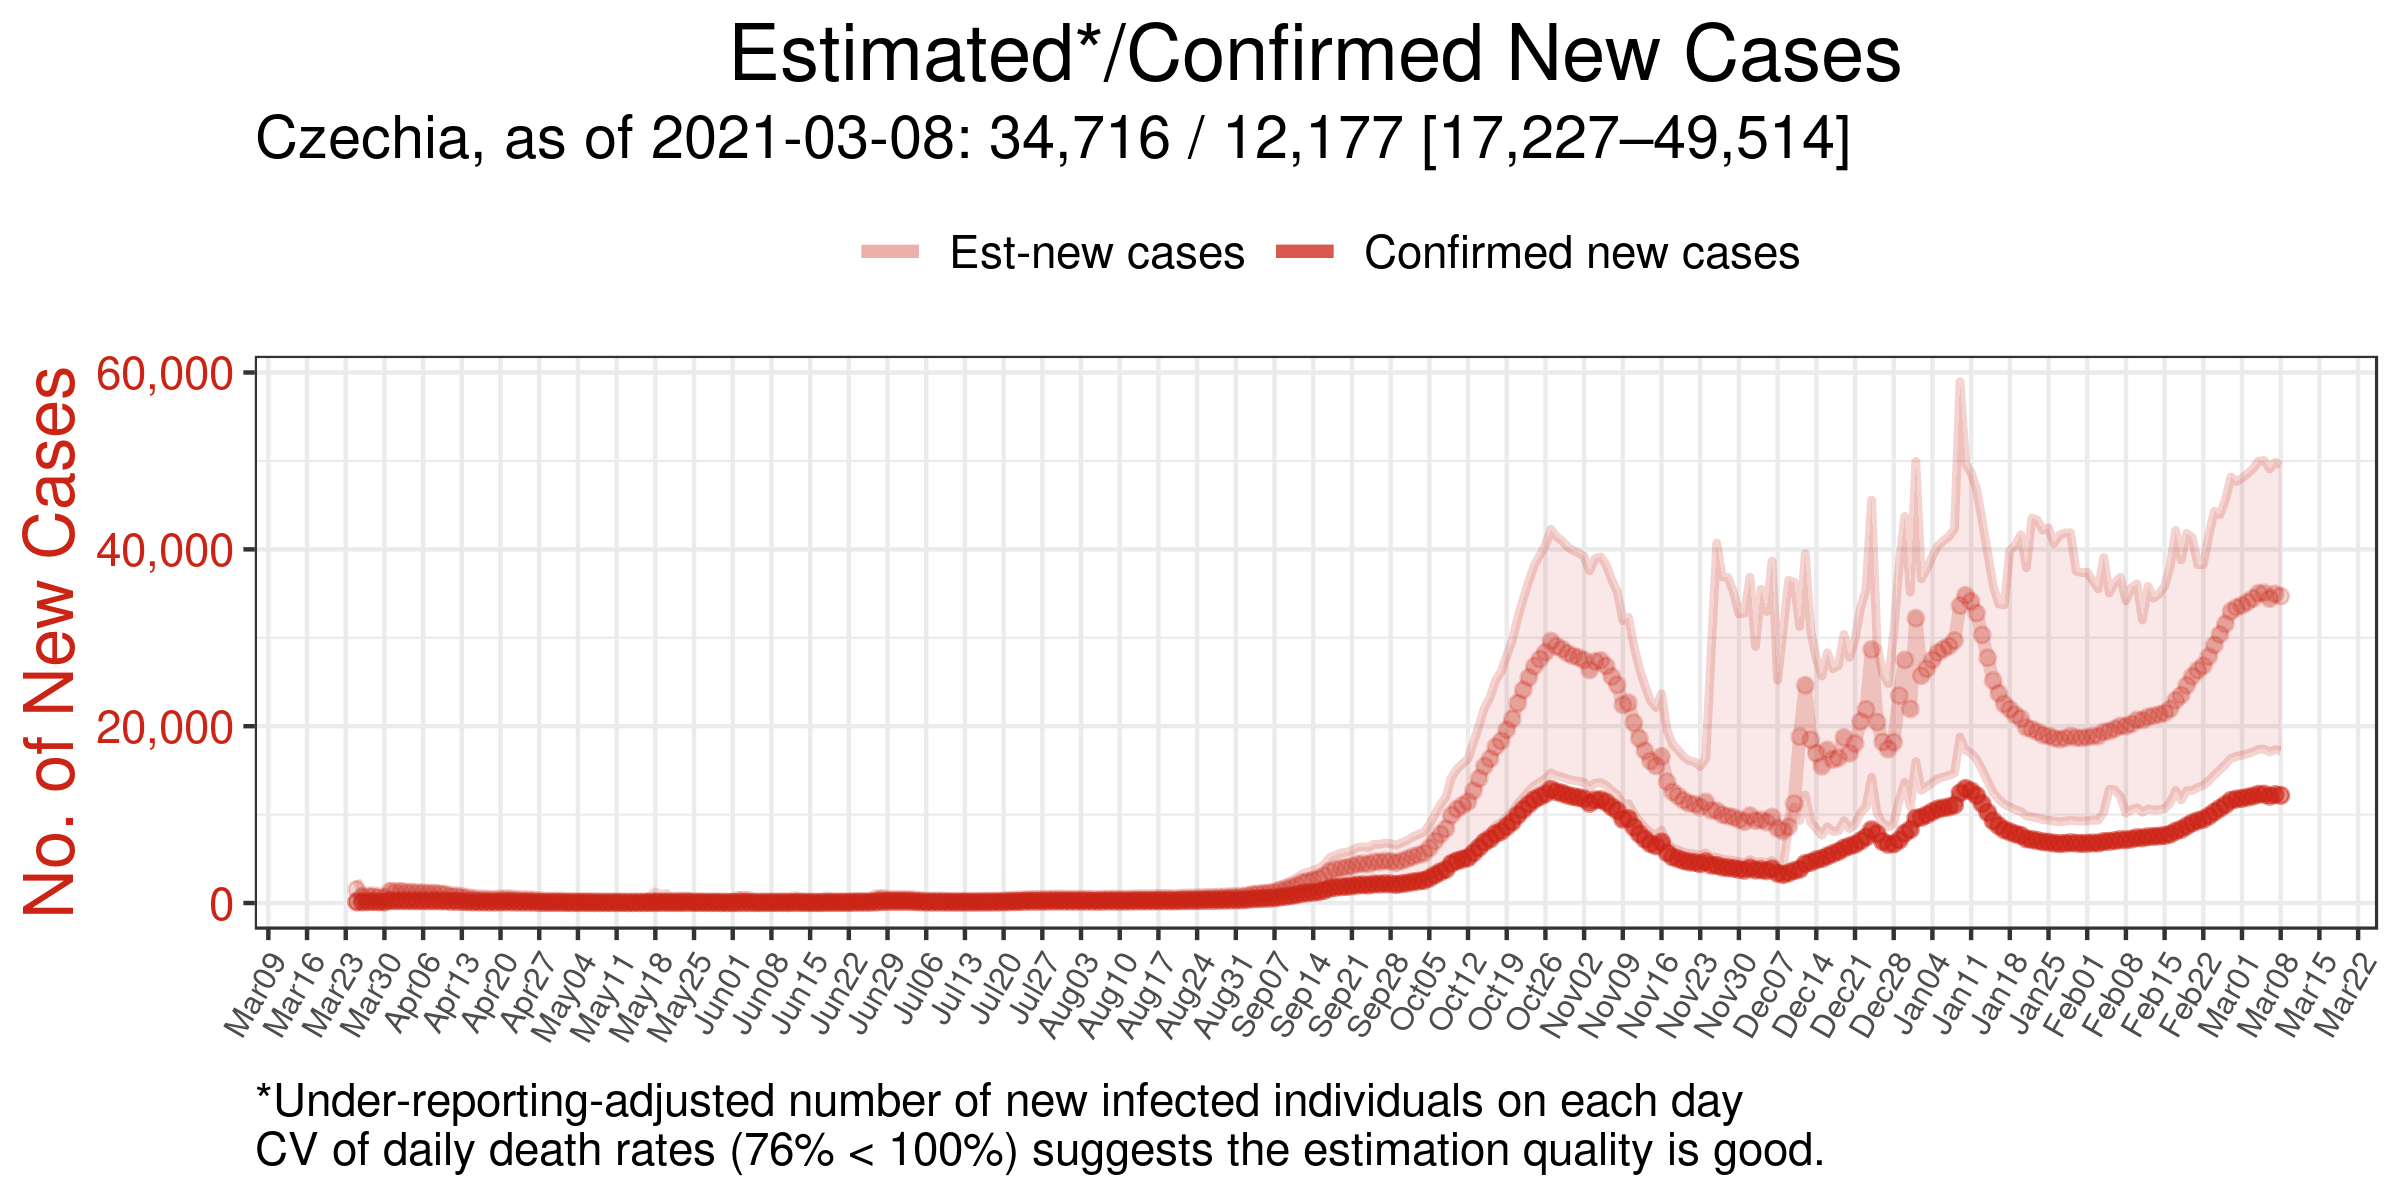 Estimated*/Confirmed New Cases
Czechia, as of 2021-03-08: 34,716 / 12,177 [17,227–49,514]
Est-new cases Confirmed new cases
No. of New Cases
60,000
40,000
20,000
0
Mar09 Mar16 Mar23 Mar30 Apr06 Apr13 Apr20 Apr27 May04 May11 May18 May25 Jun01 Jun08 Jun15 Jun22 Jun29 Jul06 Jul13 Jul20 Jul27 Aug03 Aug10 Aug17 Aug24 Aug31 Sep07 Sep14 Sep21 Sep28 Oct05 Oct12 Oct19 Oct26 Nov02 Nov09 Nov16 Nov23 Nov30 Dec07 Dec14 Dec21 Dec28 Jan04 Jan11 Jan18 Jan25 Feb01 Feb08 Feb15 Feb22 Mar01 Mar08 Mar15 Mar22
*Under-reporting-adjusted number of new infected individuals on each day
CV of daily death rates (76% < 100%) suggests the estimation quality is good.